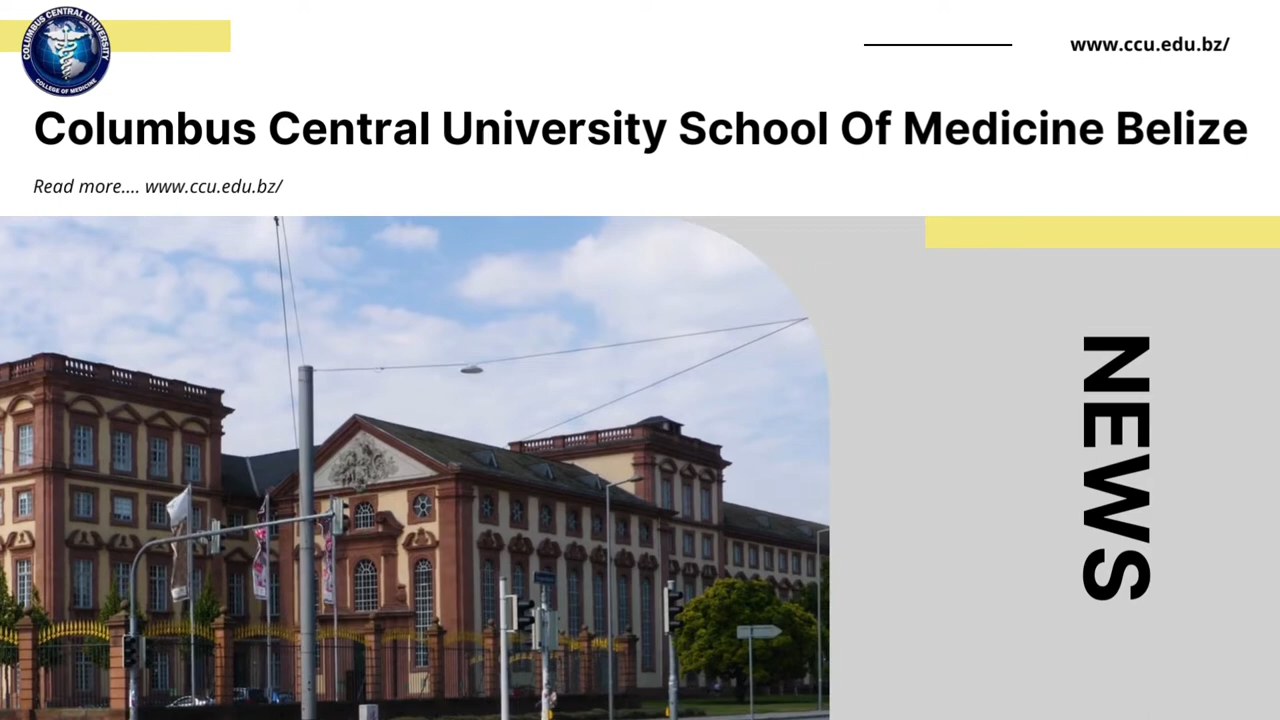 COLUMBUS CENTRAL UNIVERSITY
COLLEGE OF MEDICINE
www.ccu.edu.bz/
Columbus Central University School Of Medicine Belize
Read more.... www.ccu.edu.bz/
NEWS